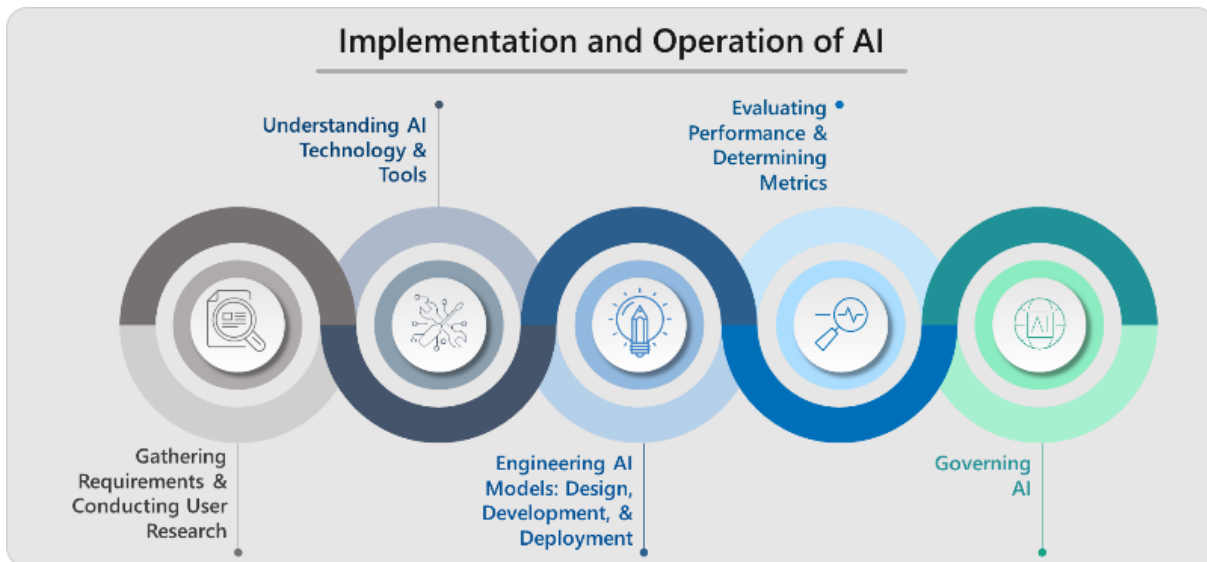 Implementation and Operation of AI
Understanding AI
Technology &
Tools
Evaluating
Performance &
Determining
Metrics
AI
Gathering
Requirements &
Conducting User
Research
Engineering AI
Models: Design,
Development, &
Deployment
Governing
AI